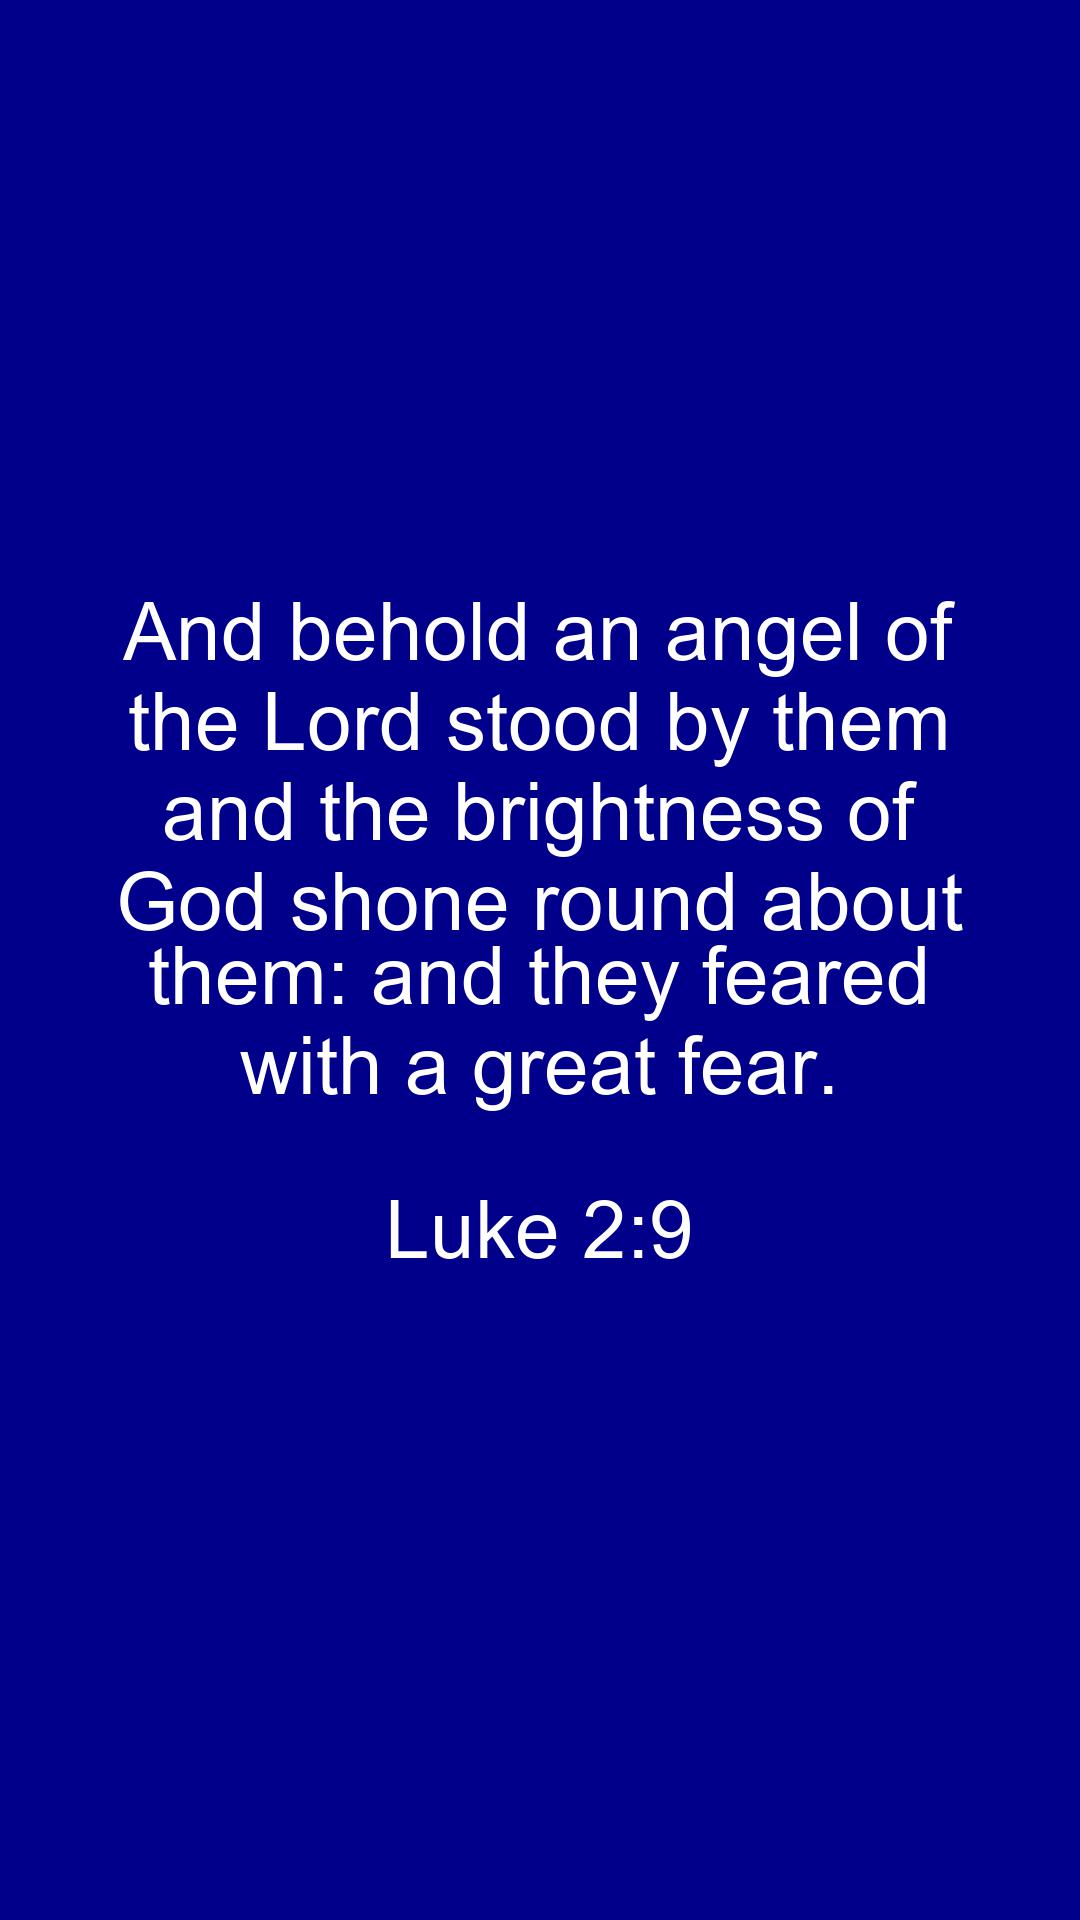 And behold an angel of
the Lord stood by them
and the brightness of
God shone round about
them: and they feared
with a great fear.
Luke 2:9